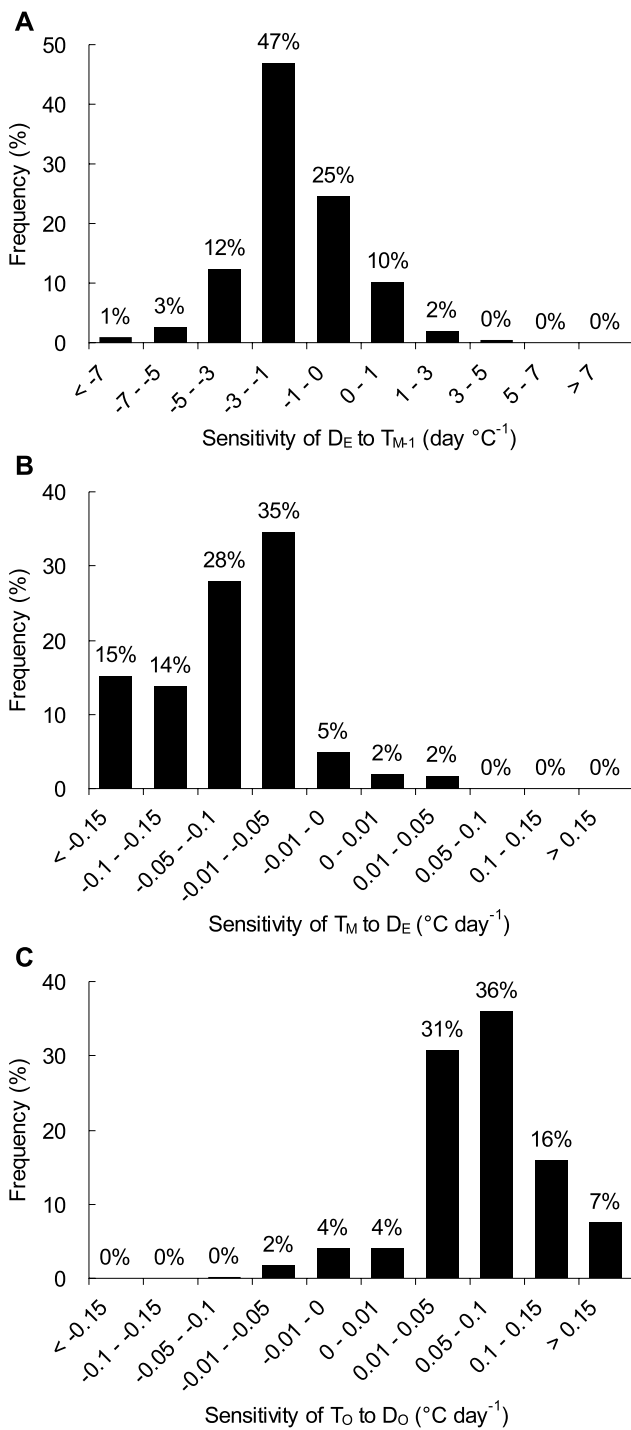 A
47%
50
40
25%
30
Frequency (%)
20
12%
10%
10
1%
3%
2%
0%
0%
0%
0
< -7
-7 - -5
-5 - -3
-3 - -1
-1 - 0
0 - 1
1 - 3
3 - 5
5 - 7
> 7
Sensitivity of DE to TM-1 (day °C-1)
B
40
35%
28%
30
Frequency (%)
20
15%
14%
10
5%
2%
2%
0%
0%
0%
0
< -0.15
-0.1 - -0.15
-0.05 - -0.1
-0.01 - -0.05
-0.01 - 0
0 - 0.01
0.01 - 0.05
0.05 - 0.1
0.1 - 0.15
> 0.15
Sensitivity of TM to DE (°C day-1)
C
40
36%
31%
30
Frequency (%)
20
16%
10
7%
0%
0%
0%
2%
4%
4%
0
< -0.15
-0.1 - -0.15
-0.05 - -0.1
-0.01 - -0.05
-0.01 - 0
0 - 0.01
0.01 - 0.05
0.05 - 0.1
0.1 - 0.15
> 0.15
Sensitivity of TO to DO (°C day-1)